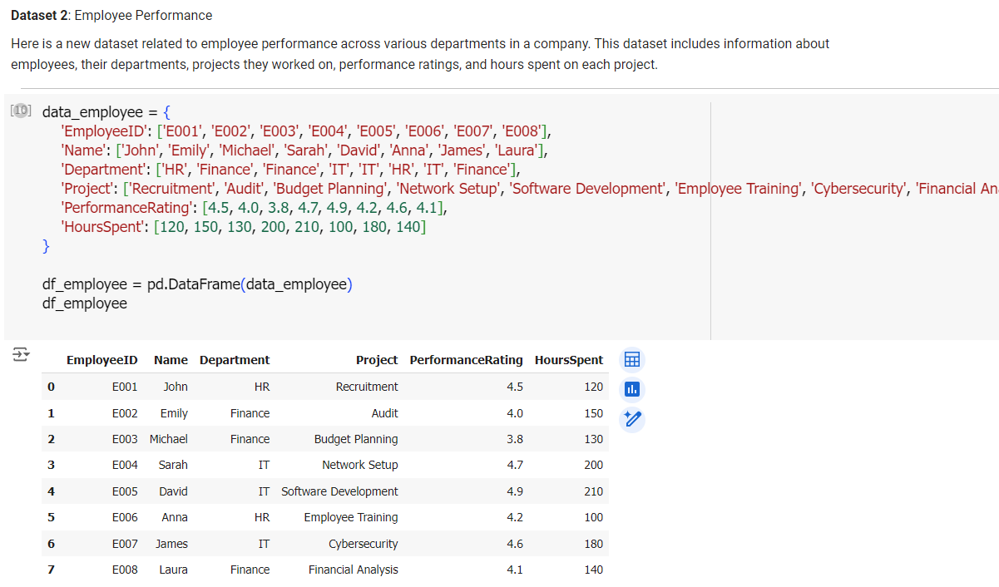 Dataset 2: Employee Performance
Here is a new dataset related to employee performance across various departments in a company. This dataset includes information about
employees, their departments, projects they worked on, performance ratings, and hours spent on each project.
[10] data_employee = {
'EmployeeID': ['E001', 'E002', 'E003', 'E004', 'E005', 'E006', 'E007', 'E008'],
'Name': ['John', 'Emily', 'Michael', 'Sarah', 'David', 'Anna', 'James', 'Laura'],
'Department': ['HR', 'Finance', 'Finance', 'IT', 'IT', 'HR', 'IT', 'Finance'],
'Project': ['Recruitment', 'Audit', 'Budget Planning', 'Network Setup', 'Software Development', 'Employee Training', 'Cybersecurity', 'Financial
'PerformanceRating': [4.5, 4.0, 3.8, 4.7, 4.9, 4.2, 4.6, 4.1],
'HoursSpent': [120, 150, 130, 200, 210, 100, 180, 140]
}
df_employee = pd.DataFrame(data_employee)
df_employee
EmployeeID Name Department Project PerformanceRating HoursSpent
0 E001 John HR Recruitment 4.5 120
1 E002 Emily Finance Audit 4.0 150
2 E003 Michael Finance Budget Planning 3.8 130
3 E004 Sarah IT Network Setup 4.7 200
4 E005 David IT Software Development 4.9 210
5 E006 Anna HR Employee Training 4.2 100
6 E007 James IT Cybersecurity 4.6 180
7 E008 Laura Finance Financial Analysis 4.1 140